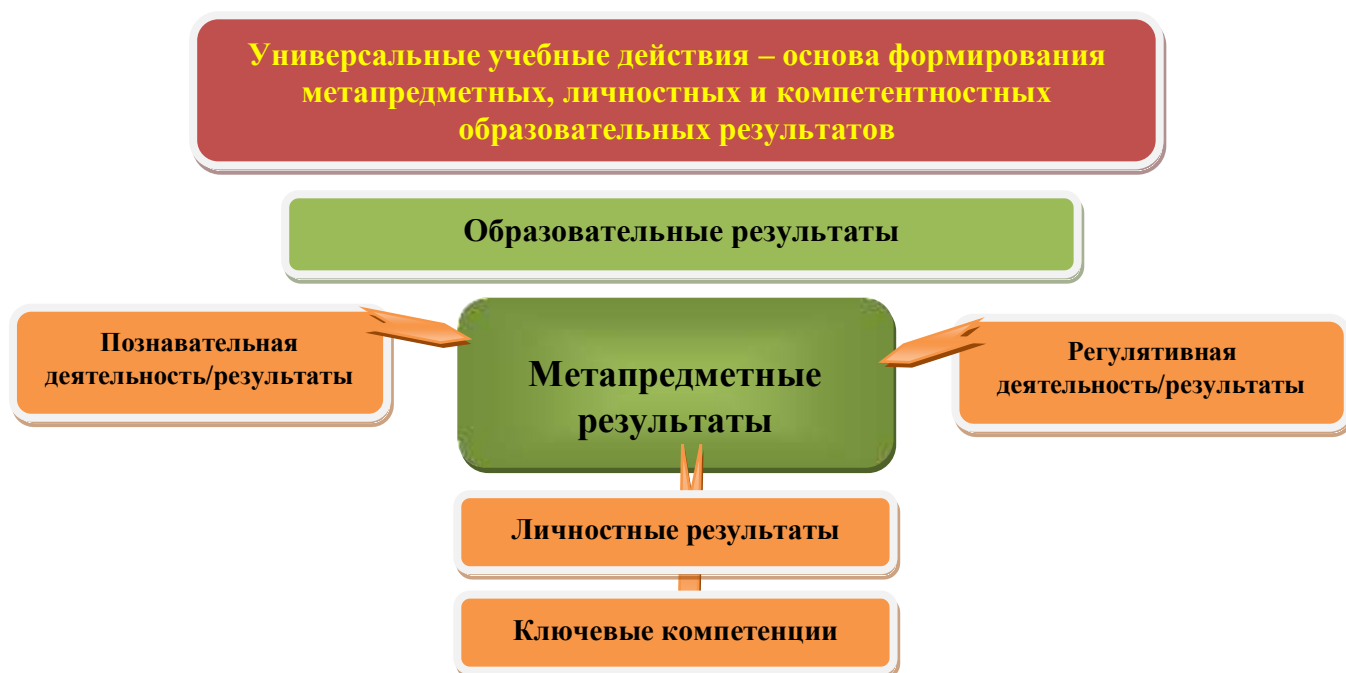 Универсальные учебные действия – основа формирования
метапредметных, личностных и компетентностных
образовательных результатов
Образовательные результаты
Познавательная
деятельность/результаты
Метапредметные
результаты
Регулятивная
деятельность/результаты
Личностные результаты
Ключевые компетенции